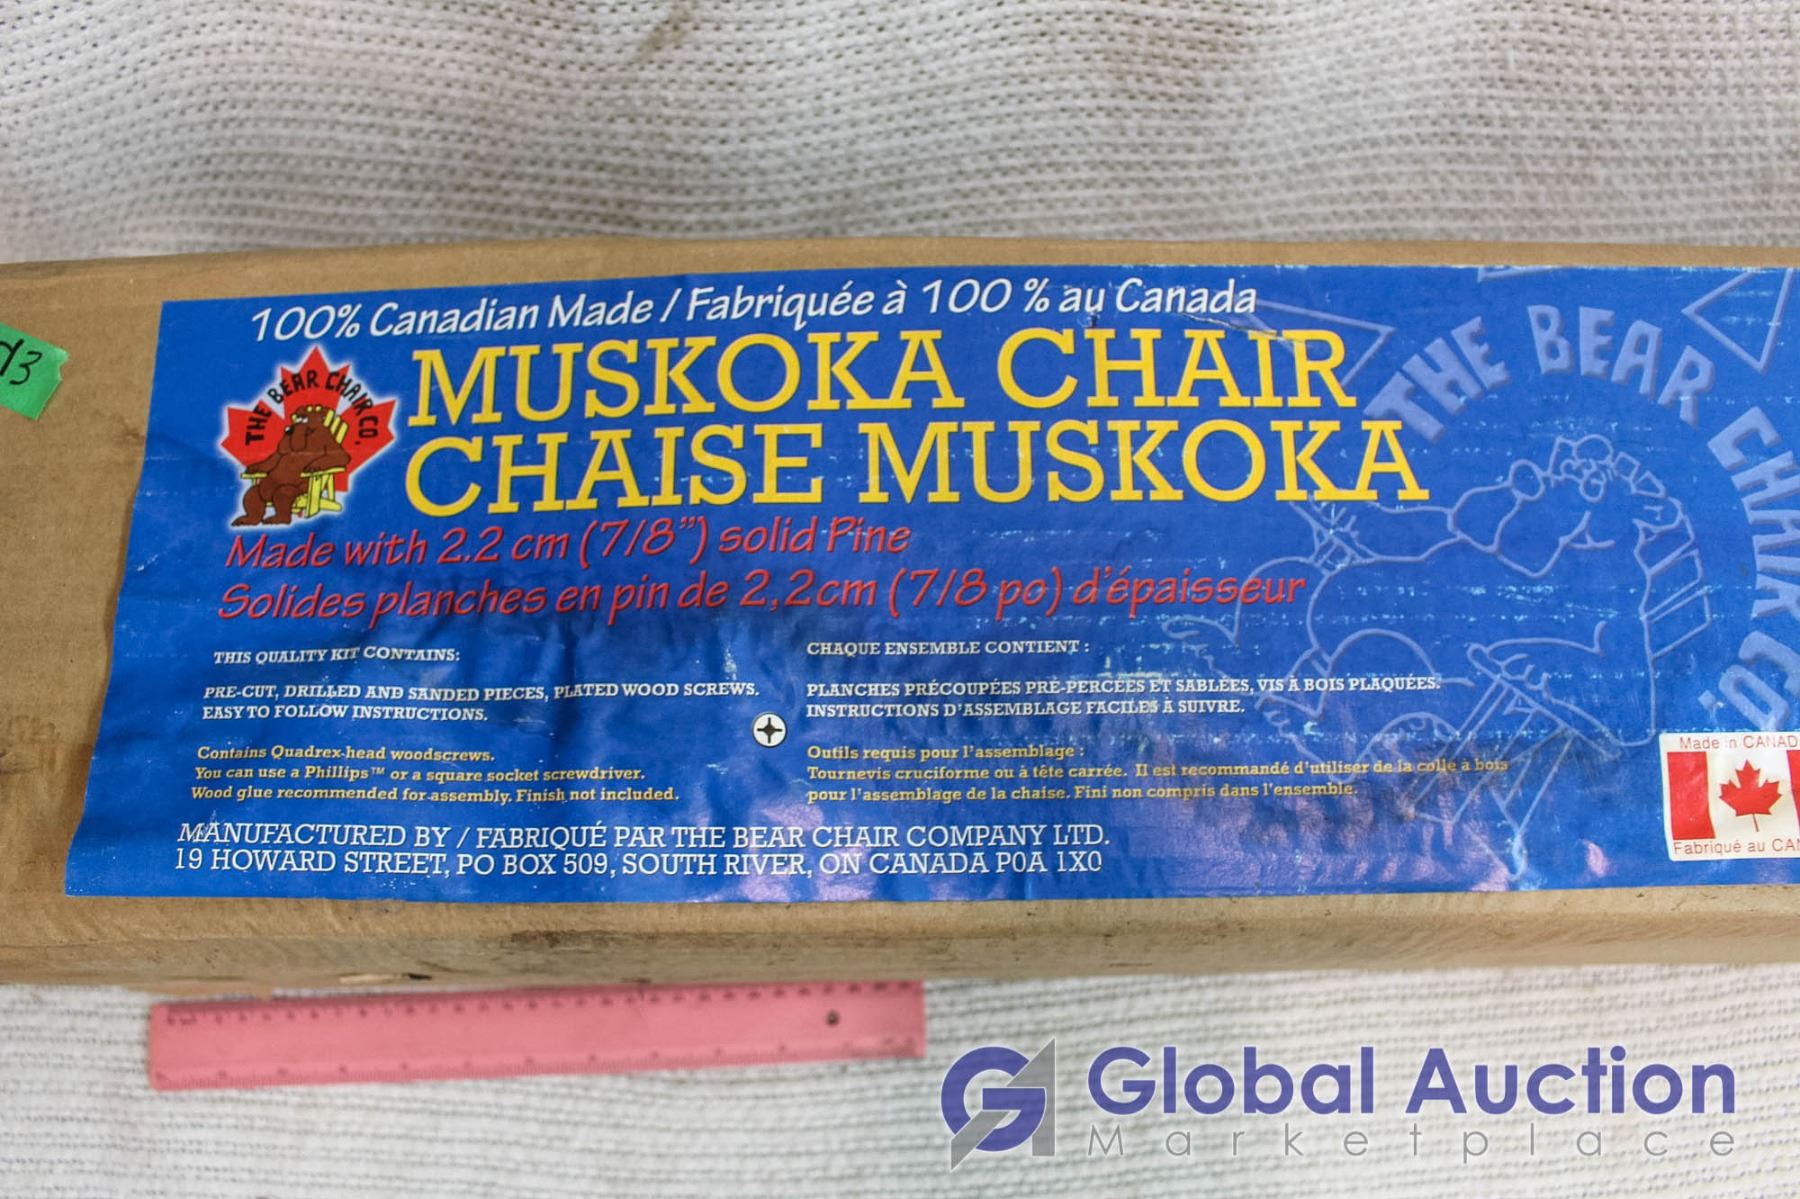 100% Canadian Made / Fabriquée à 100 % au Canada
MUSKOKA CHAIR
CHAISE MUSKOKA
THE BEAR CHAIR CO.
Made with 2.2 cm (7/8") solid Pine
Solides planches en pin de 2,2cm (7/8 po) d'épaisseur
THIS QUALITY KIT CONTAINS:
PRE-CUT, DRILLED AND SANDED PIECES, PLATED WOOD SCREWS.
EASY TO FOLLOW INSTRUCTIONS.
Contains Quadrex-head woodscrews.
You can use a Phillips™ or a square socket screwdriver.
Wood glue recommended for assembly. Finish not included.
CHAQUE ENSEMBLE CONTIENT :
PLANCHES PRÉCOUPÉES PRÉ-PERCÉES ET SABLÉES, VIS À BOIS PLAQUÉES.
INSTRUCTIONS D'ASSEMBLAGE FACILES À SUIVRE.
Outils requis pour l'assemblage :
Tournevis cruciforme ou à tête carrée. Il est recommandé d'utiliser de la colle à bois
pour l'assemblage de la chaise. Fini non compris dans l'ensemble.
MANUFACTURED BY / FABRIQUÉ PAR THE BEAR CHAIR COMPANY LTD.
19 HOWARD STREET, PO BOX 509, SOUTH RIVER, ON CANADA P0A 1X0
THE BEAR CHAIR CO.
Made in CANAD
Fabriqué au CAN
Global Auction
Marketplace